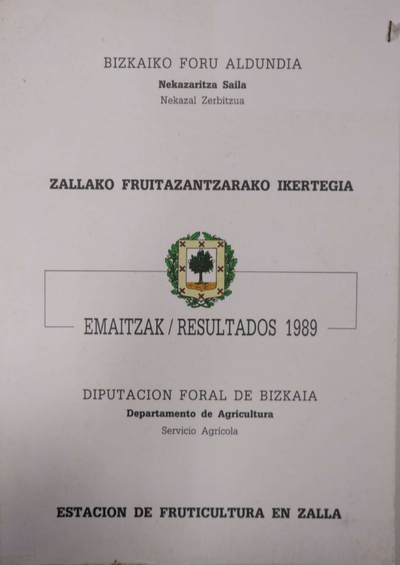 BIZKAIKO FORU ALDUNDIA
Nekazaritza Saila
Nekazal Zerbitzua
ZALLAKO FRUITAZANTZARAKO IKERTEGIA
EMAITZAK / RESULTADOS 1989
DIPUTACION FORAL DE BIZKAIA
Departamento de Agricultura
Servicio Agrícola
ESTACION DE FRUTICULTURA EN ZALLA